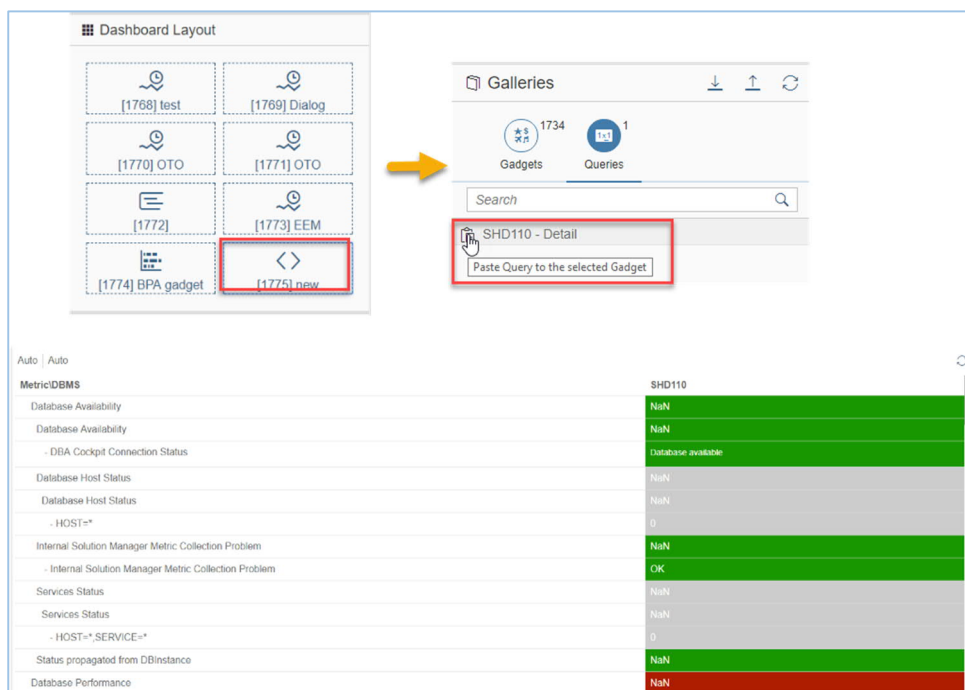 Dashboard Layout
[1768] test
[1769] Dialog
[1770] OTO
[1771] OTO
[1772]
[1773] EEM
[1774] BPA gadget
[1775] new
Galleries
1734
Gadgets
1
Queries
Search
SHD110 - Detail
Paste Query to the selected Gadget
Auto Auto
Metric\DBMS SHD110
Database Availability NaN
Database Availability NaN
- DBA Cockpit Connection Status Database available
Database Host Status NaN
Database Host Status NaN
- HOST=* 0
Internal Solution Manager Metric Collection Problem NaN
- Internal Solution Manager Metric Collection Problem OK
Services Status NaN
Services Status NaN
- HOST=*,SERVICE=* 0
Status propagated from DBInstance NaN
Database Performance NaN